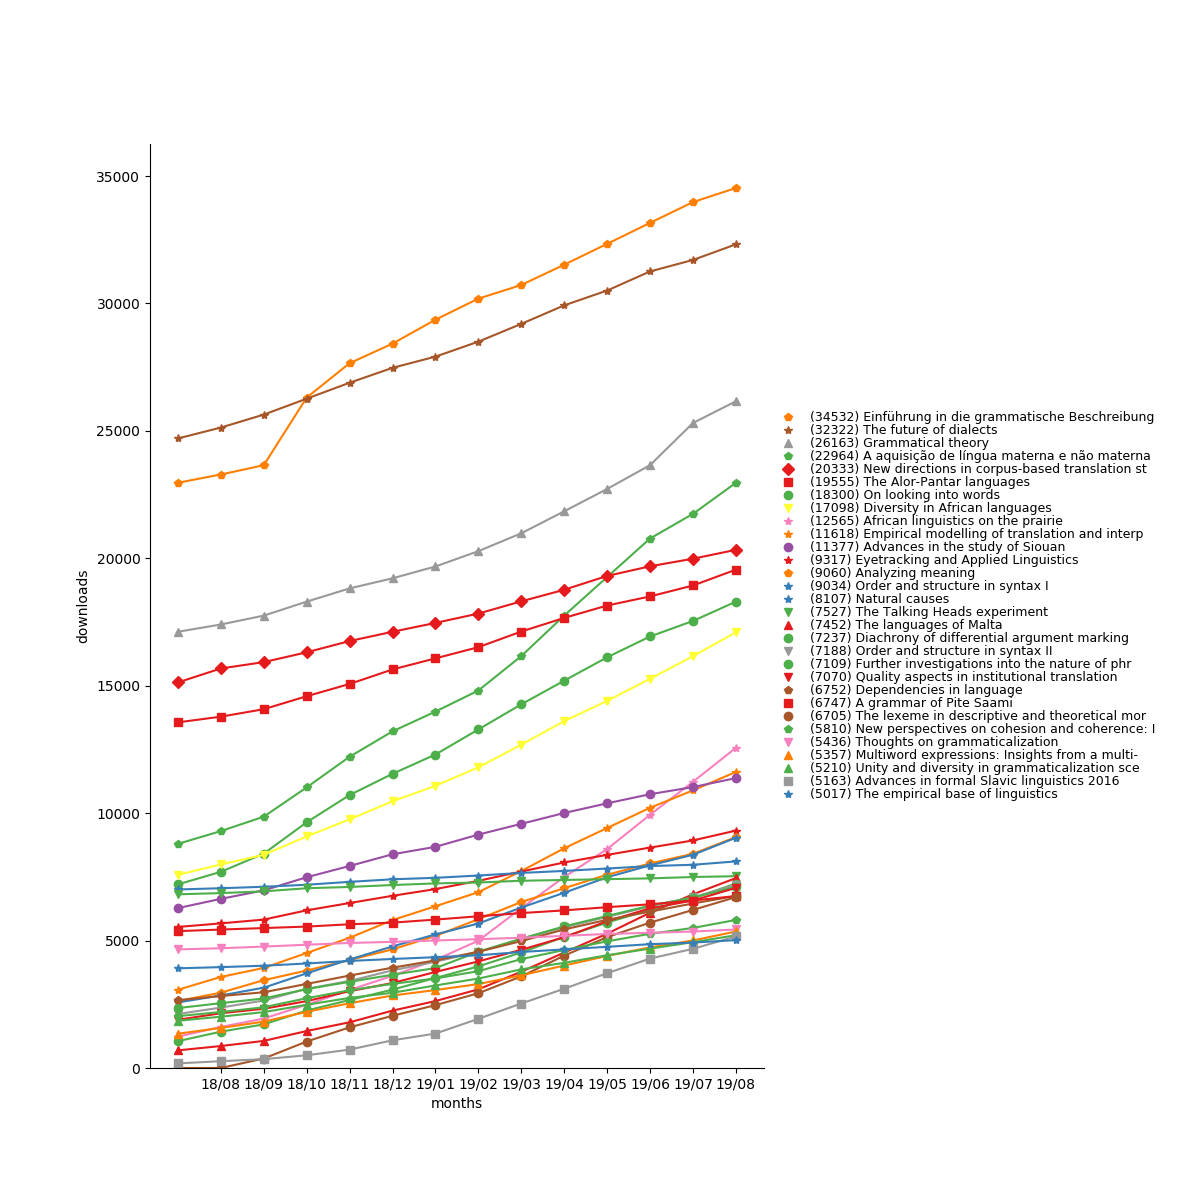 35000
30000
25000
20000
15000
10000
5000
0
downloads
18/08 18/09 18/10 18/11 18/12 19/01 19/02 19/03 19/04 19/05 19/06 19/07 19/08
months
(34532) Einführung in die grammatische Beschreibung
(32322) The future of dialects
(26163) Grammatical theory
(22964) A aquisição de língua materna e não materna
(20333) New directions in corpus-based translation st
(19555) The Alor-Pantar languages
(18300) On looking into words
(17098) Diversity in African languages
(12565) African linguistics on the prairie
(11618) Empirical modelling of translation and interp
(11377) Advances in the study of Siouan
(9317) Eyetracking and Applied Linguistics
(9060) Analyzing meaning
(9034) Order and structure in syntax I
(8107) Natural causes
(7527) The Talking Heads experiment
(7452) The languages of Malta
(7237) Diachrony of differential argument marking
(7188) Order and structure in syntax II
(7109) Further investigations into the nature of phr
(7070) Quality aspects in institutional translation
(6752) Dependencies in language
(6747) A grammar of Pite Saami
(6705) The lexeme in descriptive and theoretical mor
(5810) New perspectives on cohesion and coherence: I
(5436) Thoughts on grammaticalization
(5357) Multiword expressions: Insights from a multi-
(5210) Unity and diversity in grammaticalization sce
(5163) Advances in formal Slavic linguistics 2016
(5017) The empirical base of linguistics